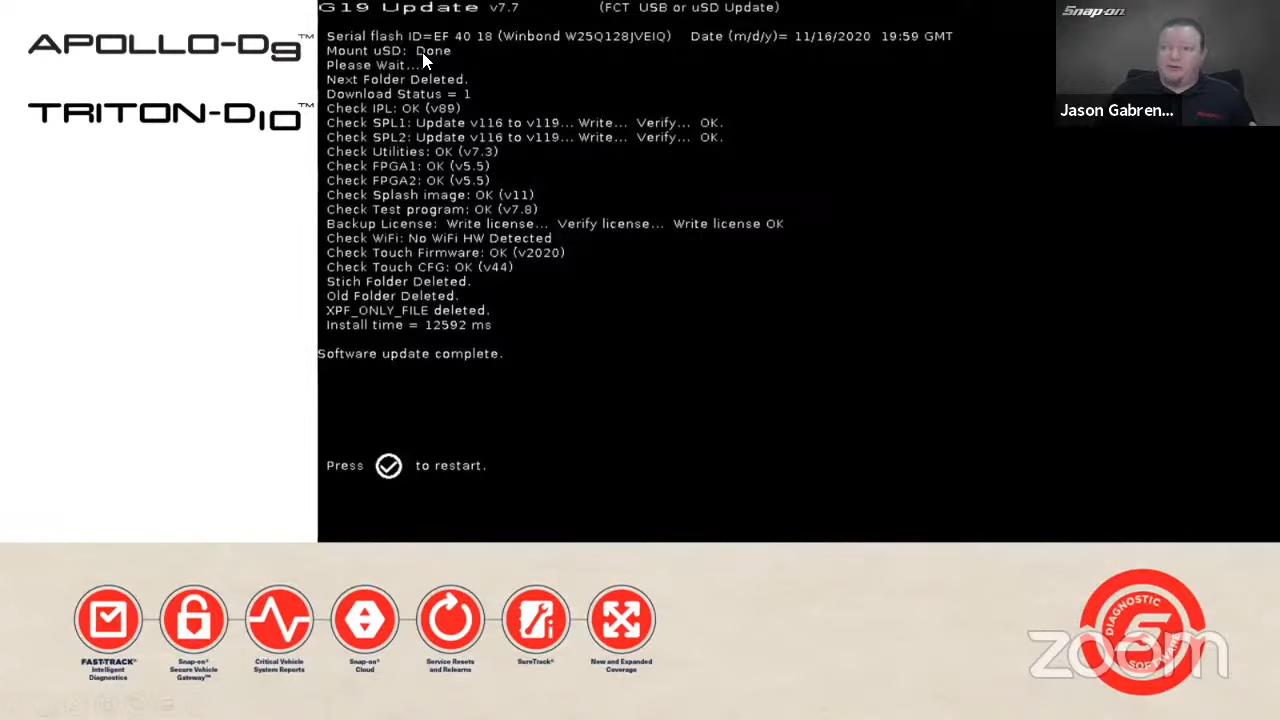 G19 Update v7.7 (FCT USB or uSD Update)
Serial flash ID=EF 40 18 (Winbond W25Q128JVEIQ) Date (m/d/y)= 11/16/2020 19:59 GMT
Mount uSD: Done
Please Wait...
Next Folder Deleted.
Download Status = 1
Check IPL: OK (v89)
Check SPL1: Update v116 to v119... Write... Verify... OK.
Check SPL2: Update v116 to v119... Write... Verify... OK.
Check Utilities: OK (v7.3)
Check FPGA1: OK (v5.5)
Check FPGA2: OK (v5.5)
Check Splash image: OK (v11)
Check Test program: OK (v7.8)
Backup License: Write license... Verify license... Write license OK
Check WiFi: No WiFi HW Detected
Check Touch Firmware: OK (v2020)
Check Touch CFG: OK (v44)
Stich Folder Deleted.
Old Folder Deleted.
XPF_ONLY_FILE deleted.
Install time = 12592 ms
Software update complete.
Press to restart.
APOLLO-D9™
TRITON-D10™
Snap-on
Jason Gabren...
FAST-TRACK®
Intelligent
Diagnostics
Snap-on®
Secure Vehicle
Gateway™
Critical Vehicle
System Reports
Snap-on®
Cloud
Service Resets
and Relearns
SureTrack®
New and Expanded
Coverage
DIAGNOSTIC
SOFTWARE
zoom